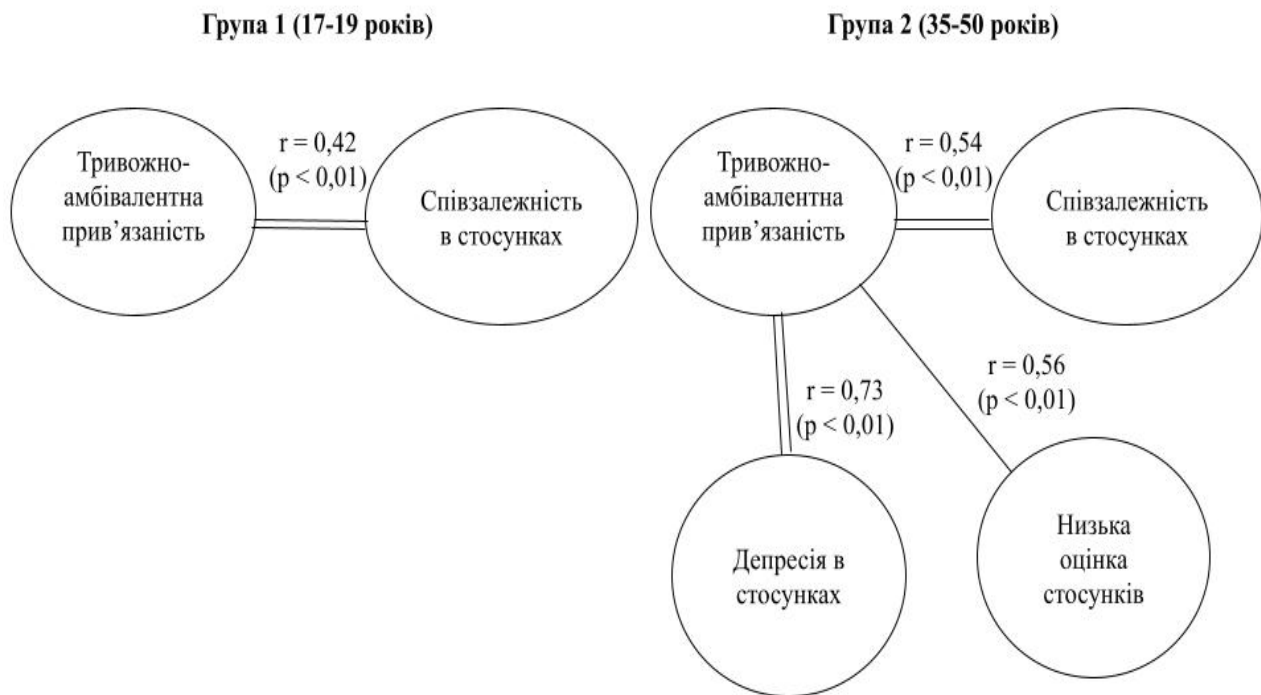 Група 1 (17-19 років)
Група 2 (35-50 років)
Тривожно-
амбівалентна
прив’язаність
r = 0,42
(p < 0,01)
Співзалежність
в стосунках
Тривожно-
амбівалентна
прив’язаність
r = 0,54
(p < 0,01)
Співзалежність
в стосунках
r = 0,73
(p < 0,01)
r = 0,56
(p < 0,01)
Депресія в
стосунках
Низька
оцінка
стосунків